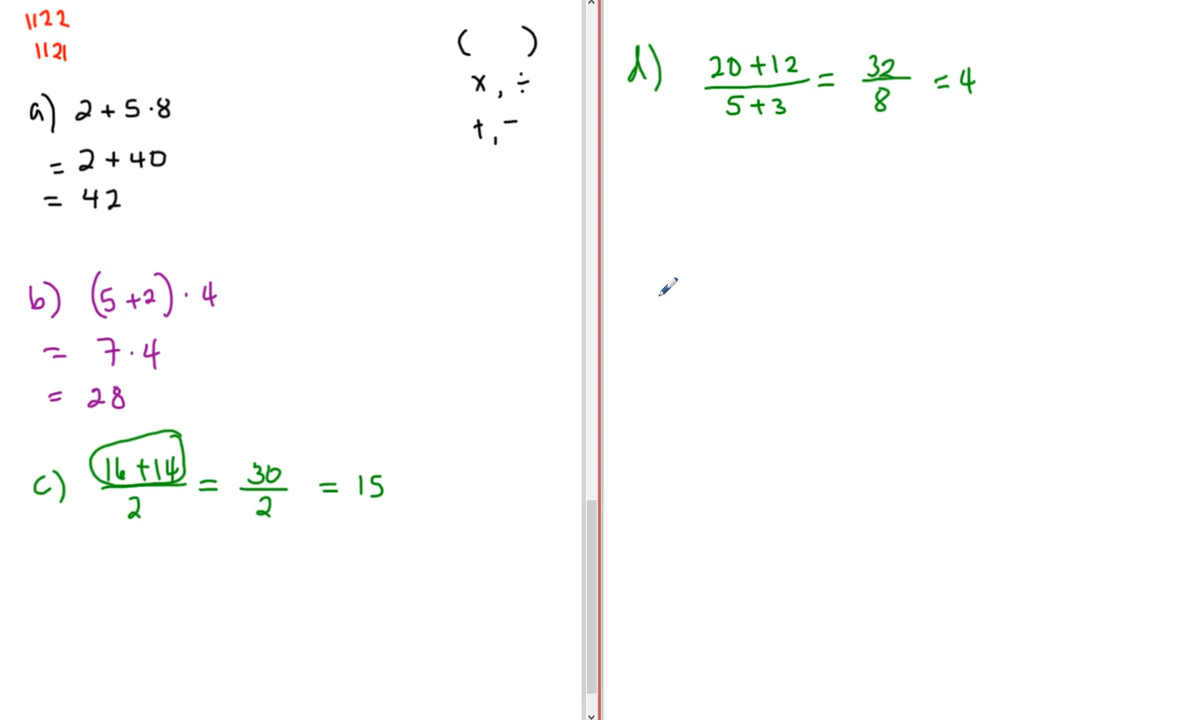 1122
1121
( )
x, ÷
+, -
a) 2 + 5 · 8
= 2 + 40
= 42
b) (5 + 2) · 4
= 7 · 4
= 28
c) 16 + 14 / 2 = 30 / 2 = 15
d) 20 + 12 / 5 + 3 = 32 / 8 = 4